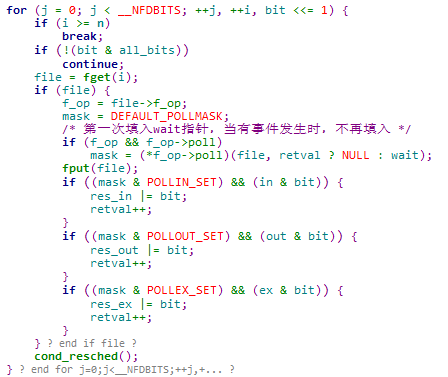 for (j = 0; j < __NFDBITS; ++j, ++i, bit <<= 1) {
if (i >= n)
break;
if (!(bit & all_bits))
continue;
file = fget(i);
if (file) {
f_op = file->f_op;
mask = DEFAULT_POLLMASK;
/* 第一次填入wait指针, 当有事件发生时, 不再填入 */
if (f_op && f_op->poll)
mask = (*f_op->poll)(file, retval ? NULL : wait);
fput(file);
if ((mask & POLLIN_SET) && (in & bit)) {
res_in |= bit;
retval++;
}
if ((mask & POLLOUT_SET) && (out & bit)) {
res_out |= bit;
retval++;
}
if ((mask & POLLEX_SET) && (ex & bit)) {
res_ex |= bit;
retval++;
}
} ? end if file ?
cond_resched();
} ? end for j=0;j<__NFDBITS;++j,+... ?